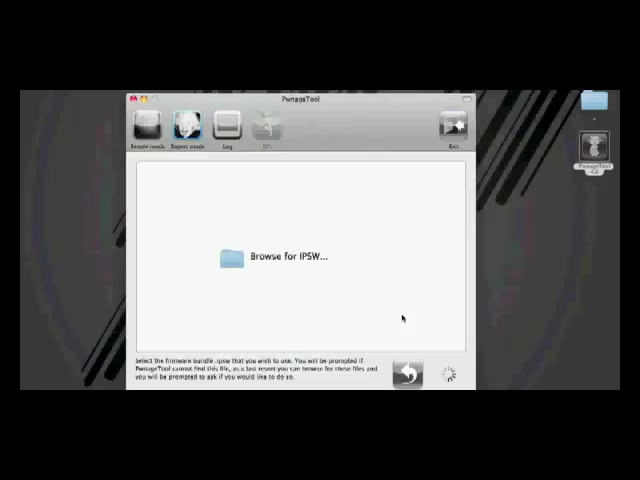 PwnageTool
Simple mode Expert mode Log DFU Exit
PwnageTool
Browse for IPSW...
Select the firmware bundle .ipsw that you wish to use. You will be prompted if
PwnageTool cannot find this file, as a last resort you can browse for these files and
you will be prompted to ask if you would like to do so.